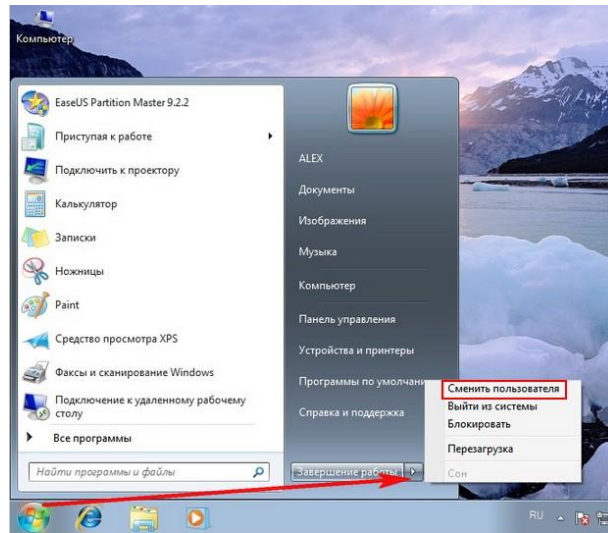 Компьютер
EaseUS Partition Master 9.2.2
Приступая к работе
Подключить к проектору
Калькулятор
Записки
Ножницы
Paint
Средство просмотра XPS
Факсы и сканирование Windows
Подключение к удаленному рабочему
столу
Все программы
Найти программы и файлы
ALEX
Документы
Изображения
Музыка
Компьютер
Панель управления
Устройства и принтеры
Программы по умолчани
Справка и поддержка
Завершение работы
Сменить пользователя
Выйти из системы
Блокировать
Перезагрузка
Сон
RU